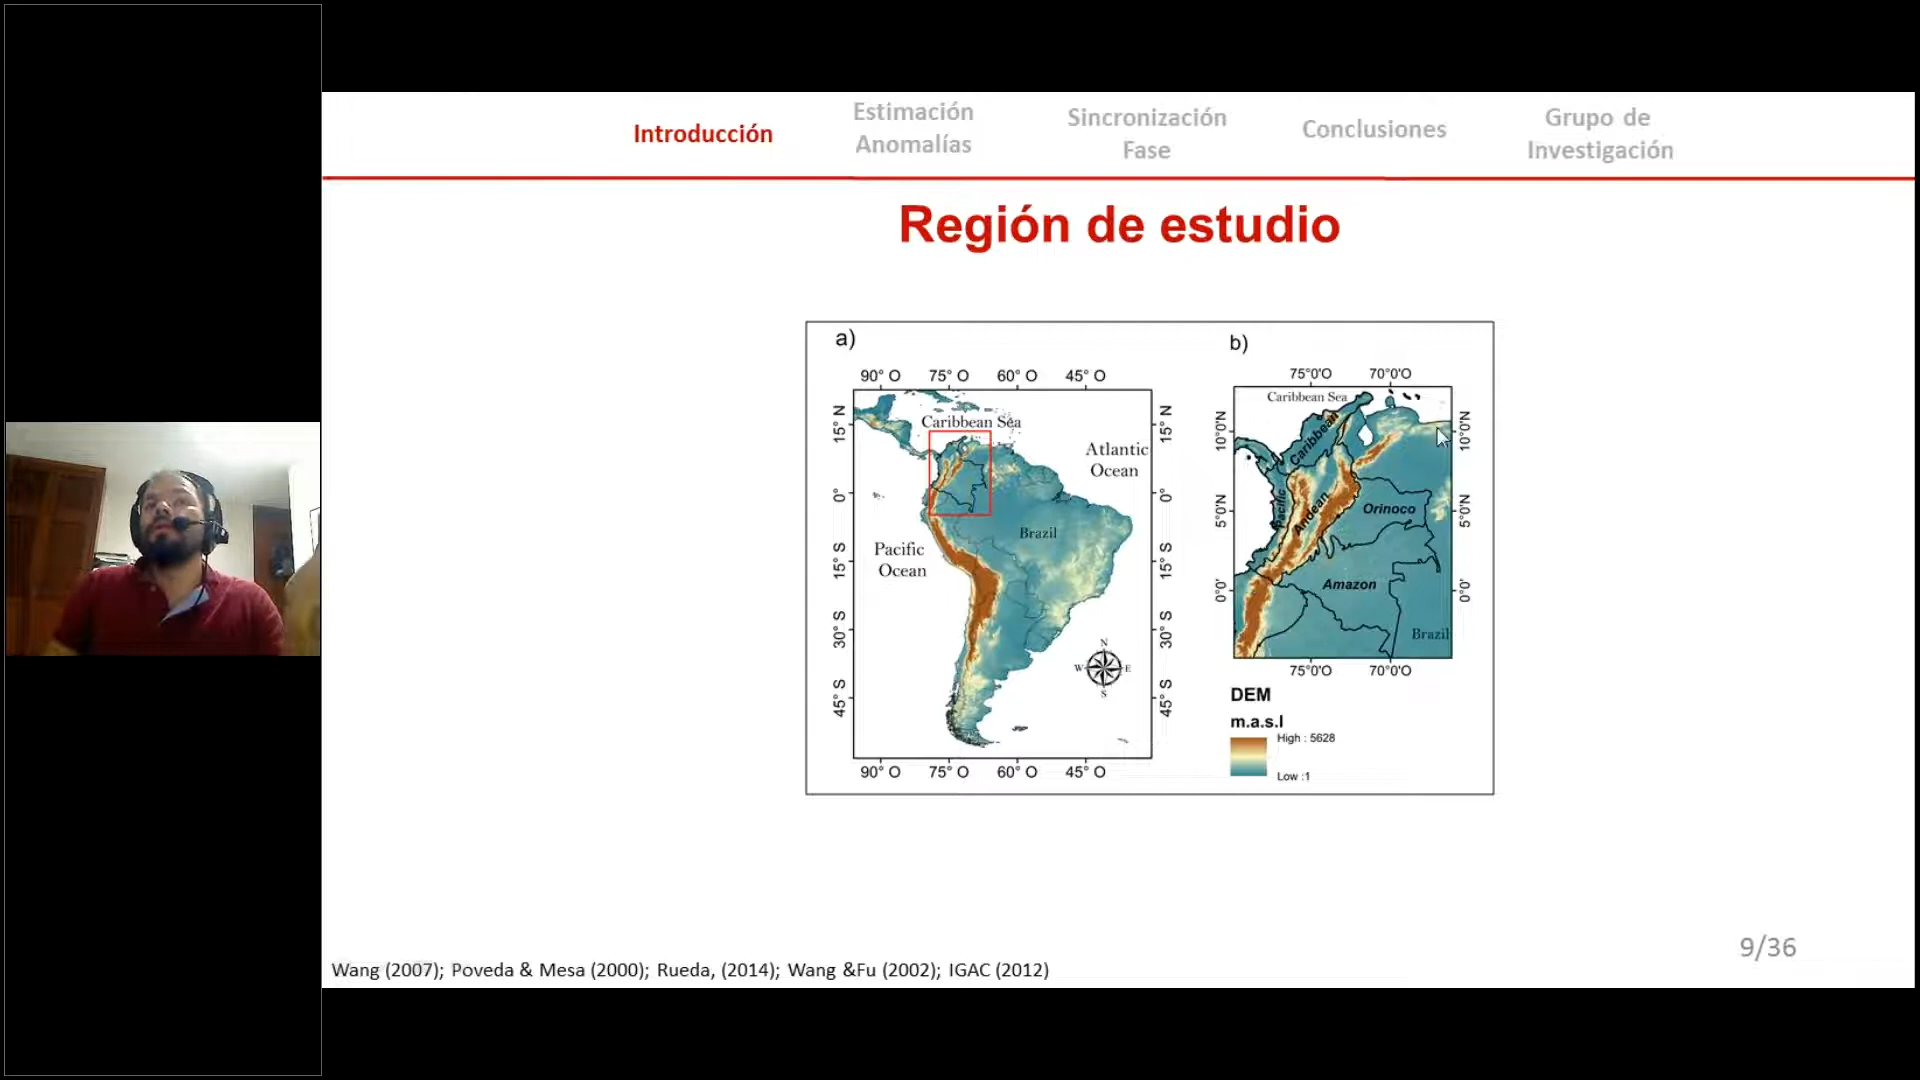 Introducción
Estimación
Anomalías
Sincronización
Fase
Conclusiones
Grupo de
Investigación
Región de estudio
a)
90° O 75° O 60° O 45° O
15° N
0°
15° S
30° S
45° S
Caribbean Sea
Atlantic
Ocean
Brazil
Pacific
Ocean
N
W E
S
15° N
0°
15° S
30° S
45° S
90° O 75° O 60° O 45° O
b)
75°0'O 70°0'O
10°0'N
5°0'N
0°0'
Caribbean Sea
Caribbean
Pacific
Andean
Orinoco
Amazon
Brazil
10°0'N
5°0'N
0°0'
75°0'O 70°0'O
DEM
m.a.s.l
High : 5628
Low :1
9/36
Wang (2007); Poveda & Mesa (2000); Rueda, (2014); Wang &Fu (2002); IGAC (2012)